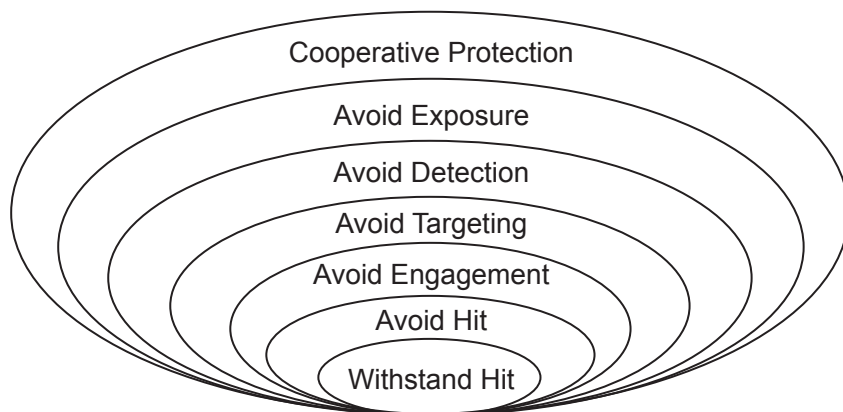 Cooperative Protection
Avoid Exposure
Avoid Detection
Avoid Targeting
Avoid Engagement
Avoid Hit
Withstand Hit